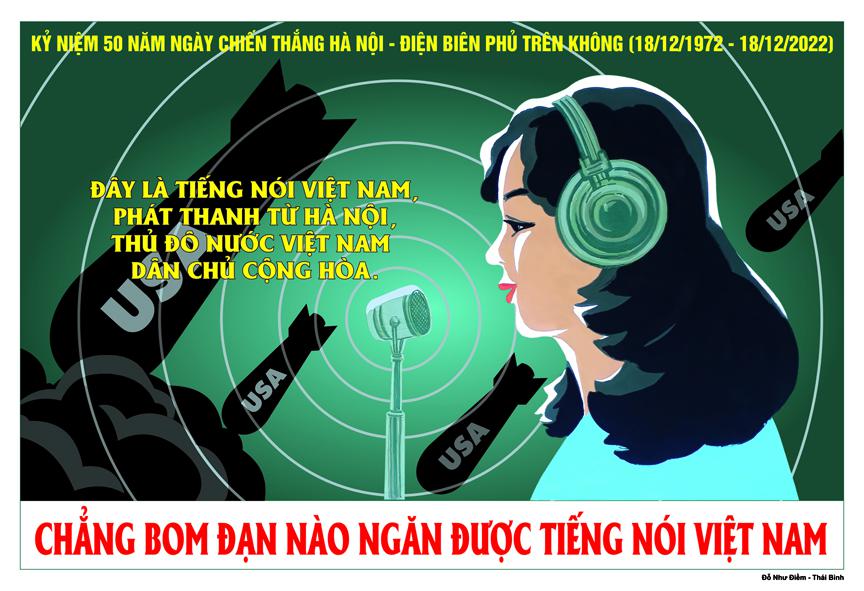 KỶ NIỆM 50 NĂM NGÀY CHIẾN THẮNG HÀ NỘI - ĐIỆN BIÊN PHỦ TRÊN KHÔNG (18/12/1972 - 18/12/2022)
ĐÂY LÀ TIẾNG NÓI VIỆT NAM,
PHÁT THANH TỪ HÀ NỘI,
THỦ ĐÔ NƯỚC VIỆT NAM
DÂN CHỦ CỘNG HÒA.
USA
USA
USA
USA
CHẲNG BOM ĐẠN NÀO NGĂN ĐƯỢC TIẾNG NÓI VIỆT NAM
Đỗ Như Điềm - Thái Bình